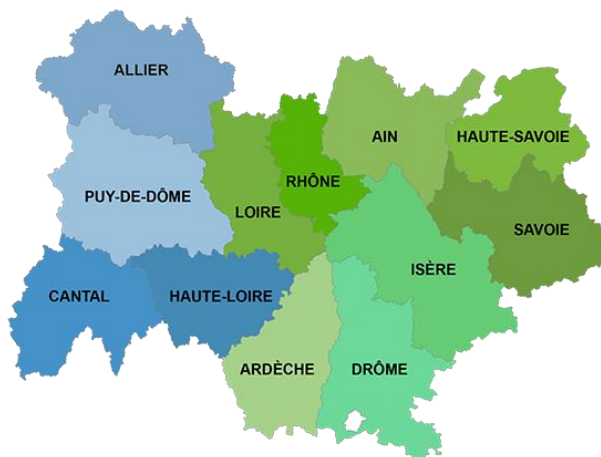 ALLIER
AIN
HAUTE-SAVOIE
RHÔNE
PUY-DE-DÔME
LOIRE
SAVOIE
ISÈRE
CANTAL
HAUTE-LOIRE
ARDÈCHE
DRÔME